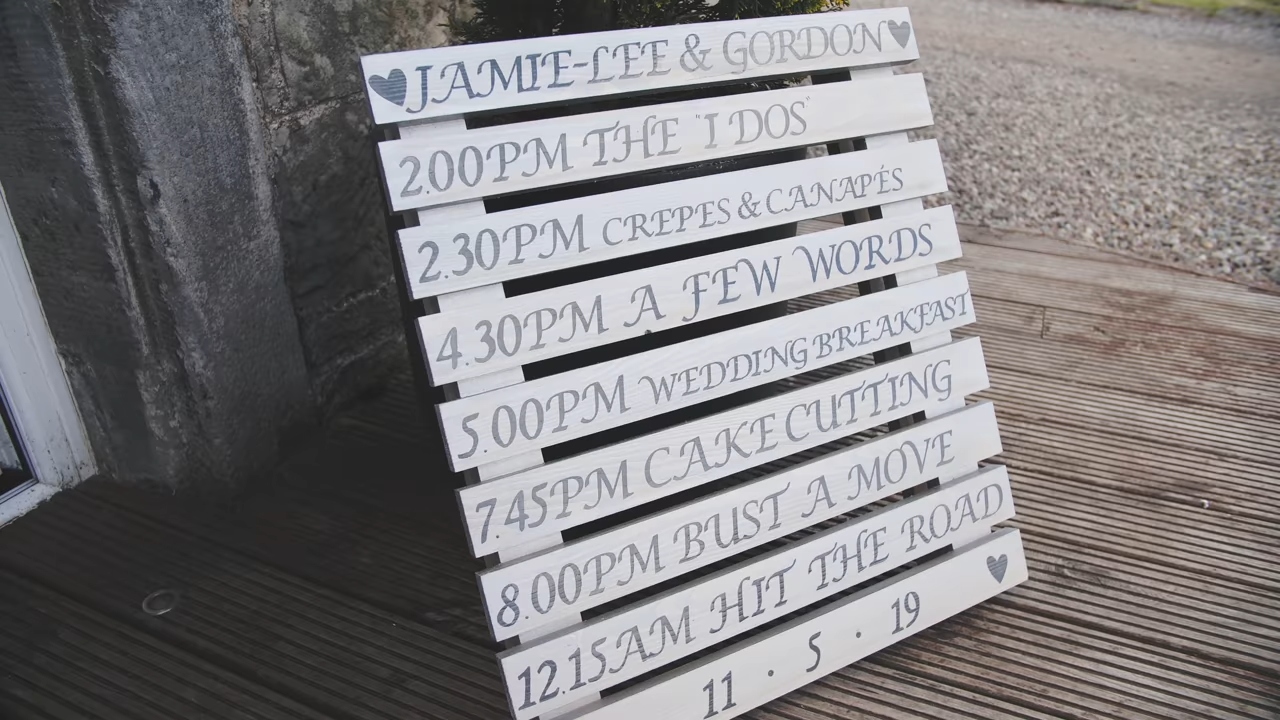 JAMIE-LEE & GORDON
2.00PM THE "I DOS"
2.30PM CREPES & CANAPÉS
4.30PM A FEW WORDS
5.00PM WEDDING BREAKFAST
7.45PM CAKE CUTTING
8.00PM BUST A MOVE
12.15AM HIT THE ROAD
11 · 5 · 19